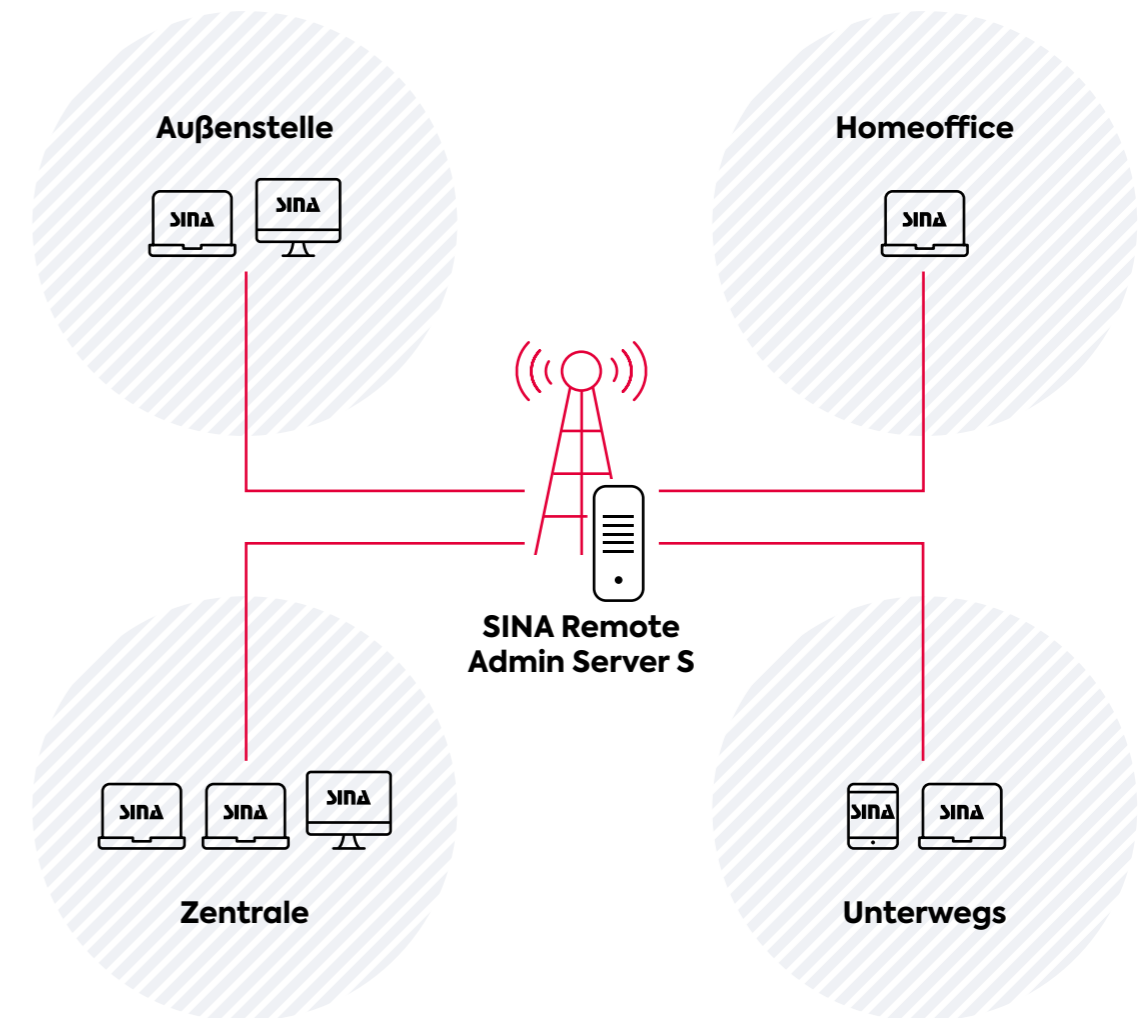 Außenstelle
SINA SINA
Homeoffice
SINA
SINA Remote
Admin Server S
SINA SINA SINA
Zentrale
SINA SINA
Unterwegs